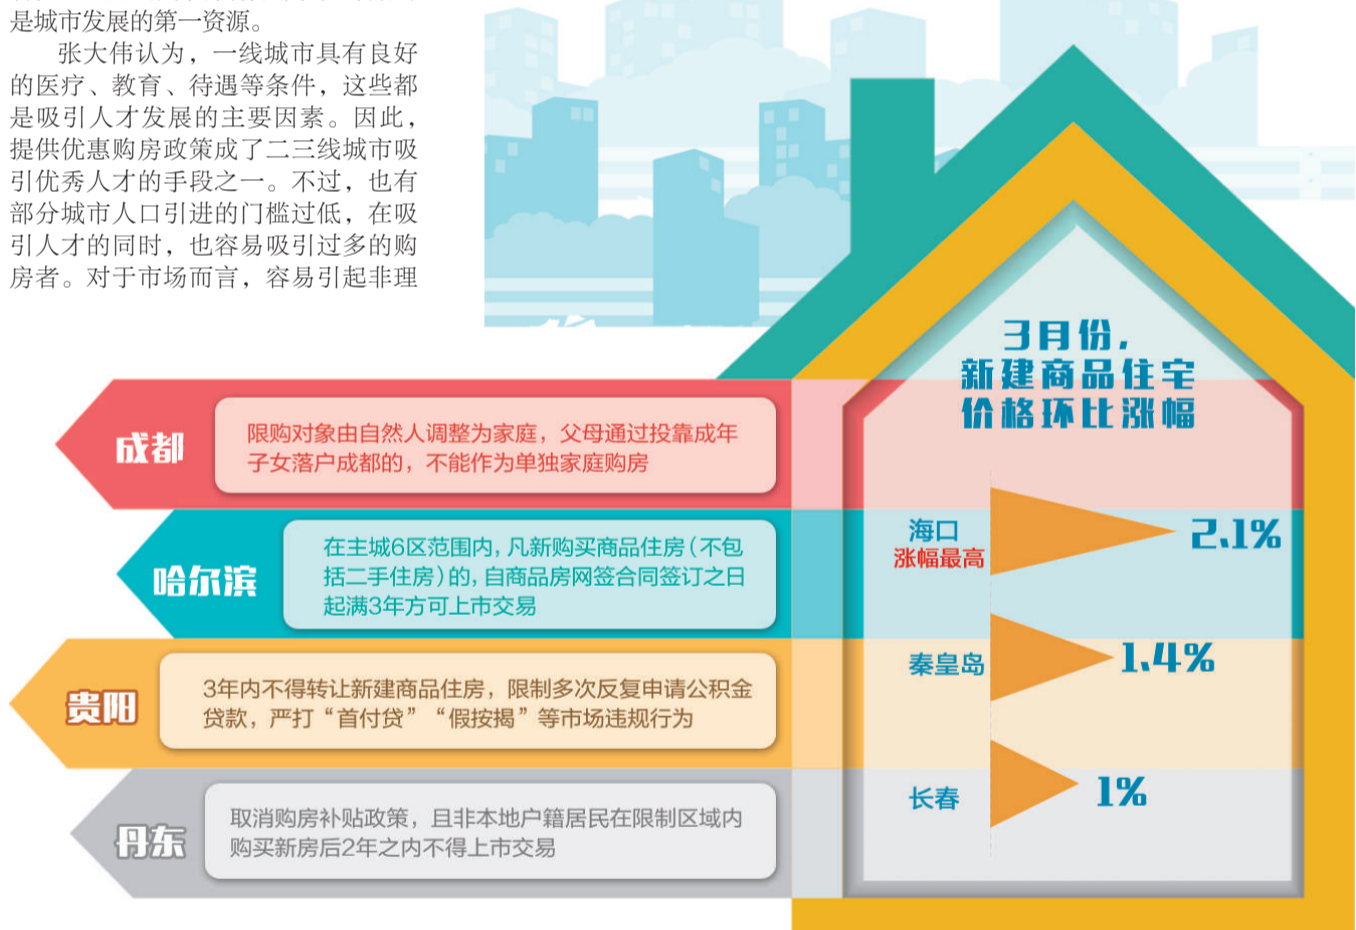 是城市发展的第一资源。
张大伟认为，一线城市具有良好
的医疗、教育、待遇等条件，这些都
是吸引人才发展的主要因素。因此，
提供优惠购房政策成了二三线城市吸
引优秀人才的手段之一。不过，也有
部分城市人口引进的门槛过低，在吸
引人才的同时，也容易吸引过多的购
房者。对于市场而言，容易引起非理
3月份，
新建商品住宅
价格环比涨幅
成都
限购对象由自然人调整为家庭，父母通过投靠成年
子女落户成都的，不能作为单独家庭购房
哈尔滨
在主城6区范围内，凡新购买商品住房（不包
括二手住房）的，自商品房网签合同签订之日
起满3年方可上市交易
贵阳
3年内不得转让新建商品住房，限制多次反复申请公积金
贷款，严打“首付贷”“假按揭”等市场违规行为
丹东
取消购房补贴政策，且非本地户籍居民在限制区域内
购买新房后2年之内不得上市交易
海口
涨幅最高
2.1%
秦皇岛
1.4%
长春
1%